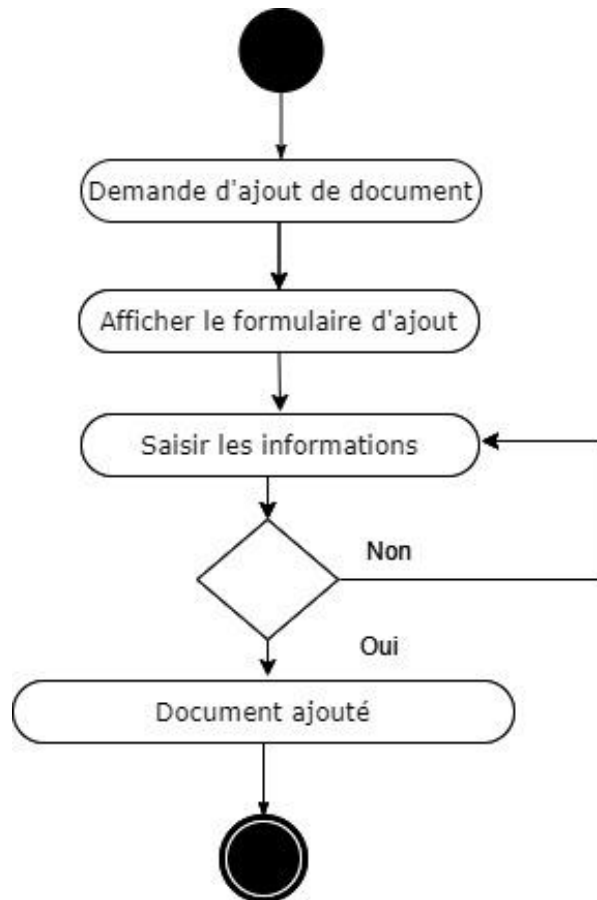 Demande d'ajout de document
Afficher le formulaire d'ajout
Saisir les informations
Non
Oui
Document ajouté